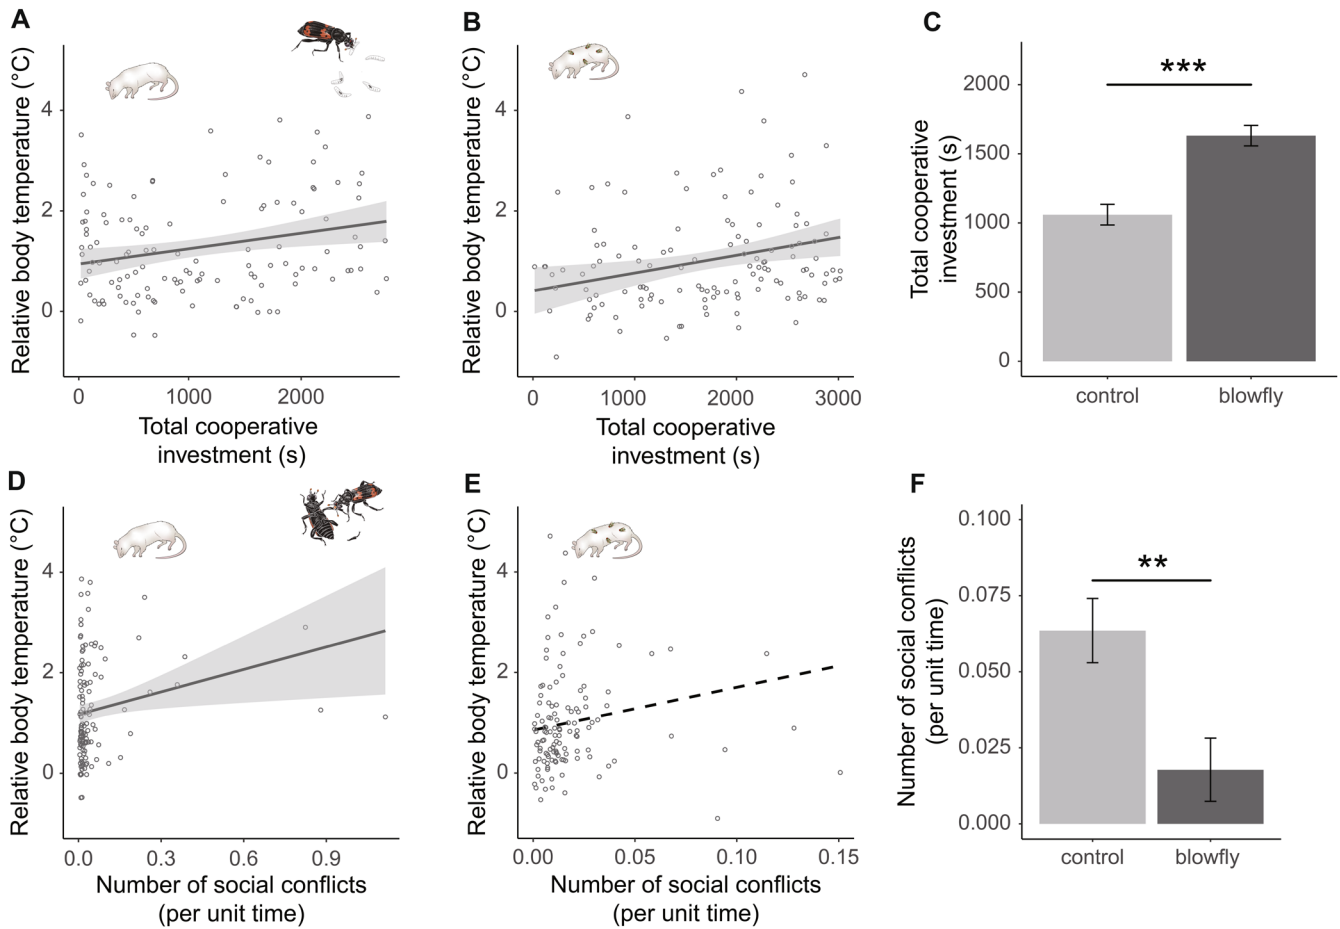 A
Relative body temperature (°C)
4
2
0
0
1000
2000
Total cooperative
investment (s)
B
Relative body temperature (°C)
4
2
0
0
1000
2000
3000
Total cooperative
investment (s)
C
Total cooperative
investment (s)
2000
1500
1000
500
0
***
control
blowfly
D
Relative body temperature (°C)
4
2
0
0.0
0.3
0.6
0.9
Number of social conflicts
(per unit time)
E
Relative body temperature (°C)
4
2
0
0.00
0.05
0.10
0.15
Number of social conflicts
(per unit time)
F
Number of social conflicts
(per unit time)
0.100
0.075
0.050
0.025
0.000
**
control
blowfly